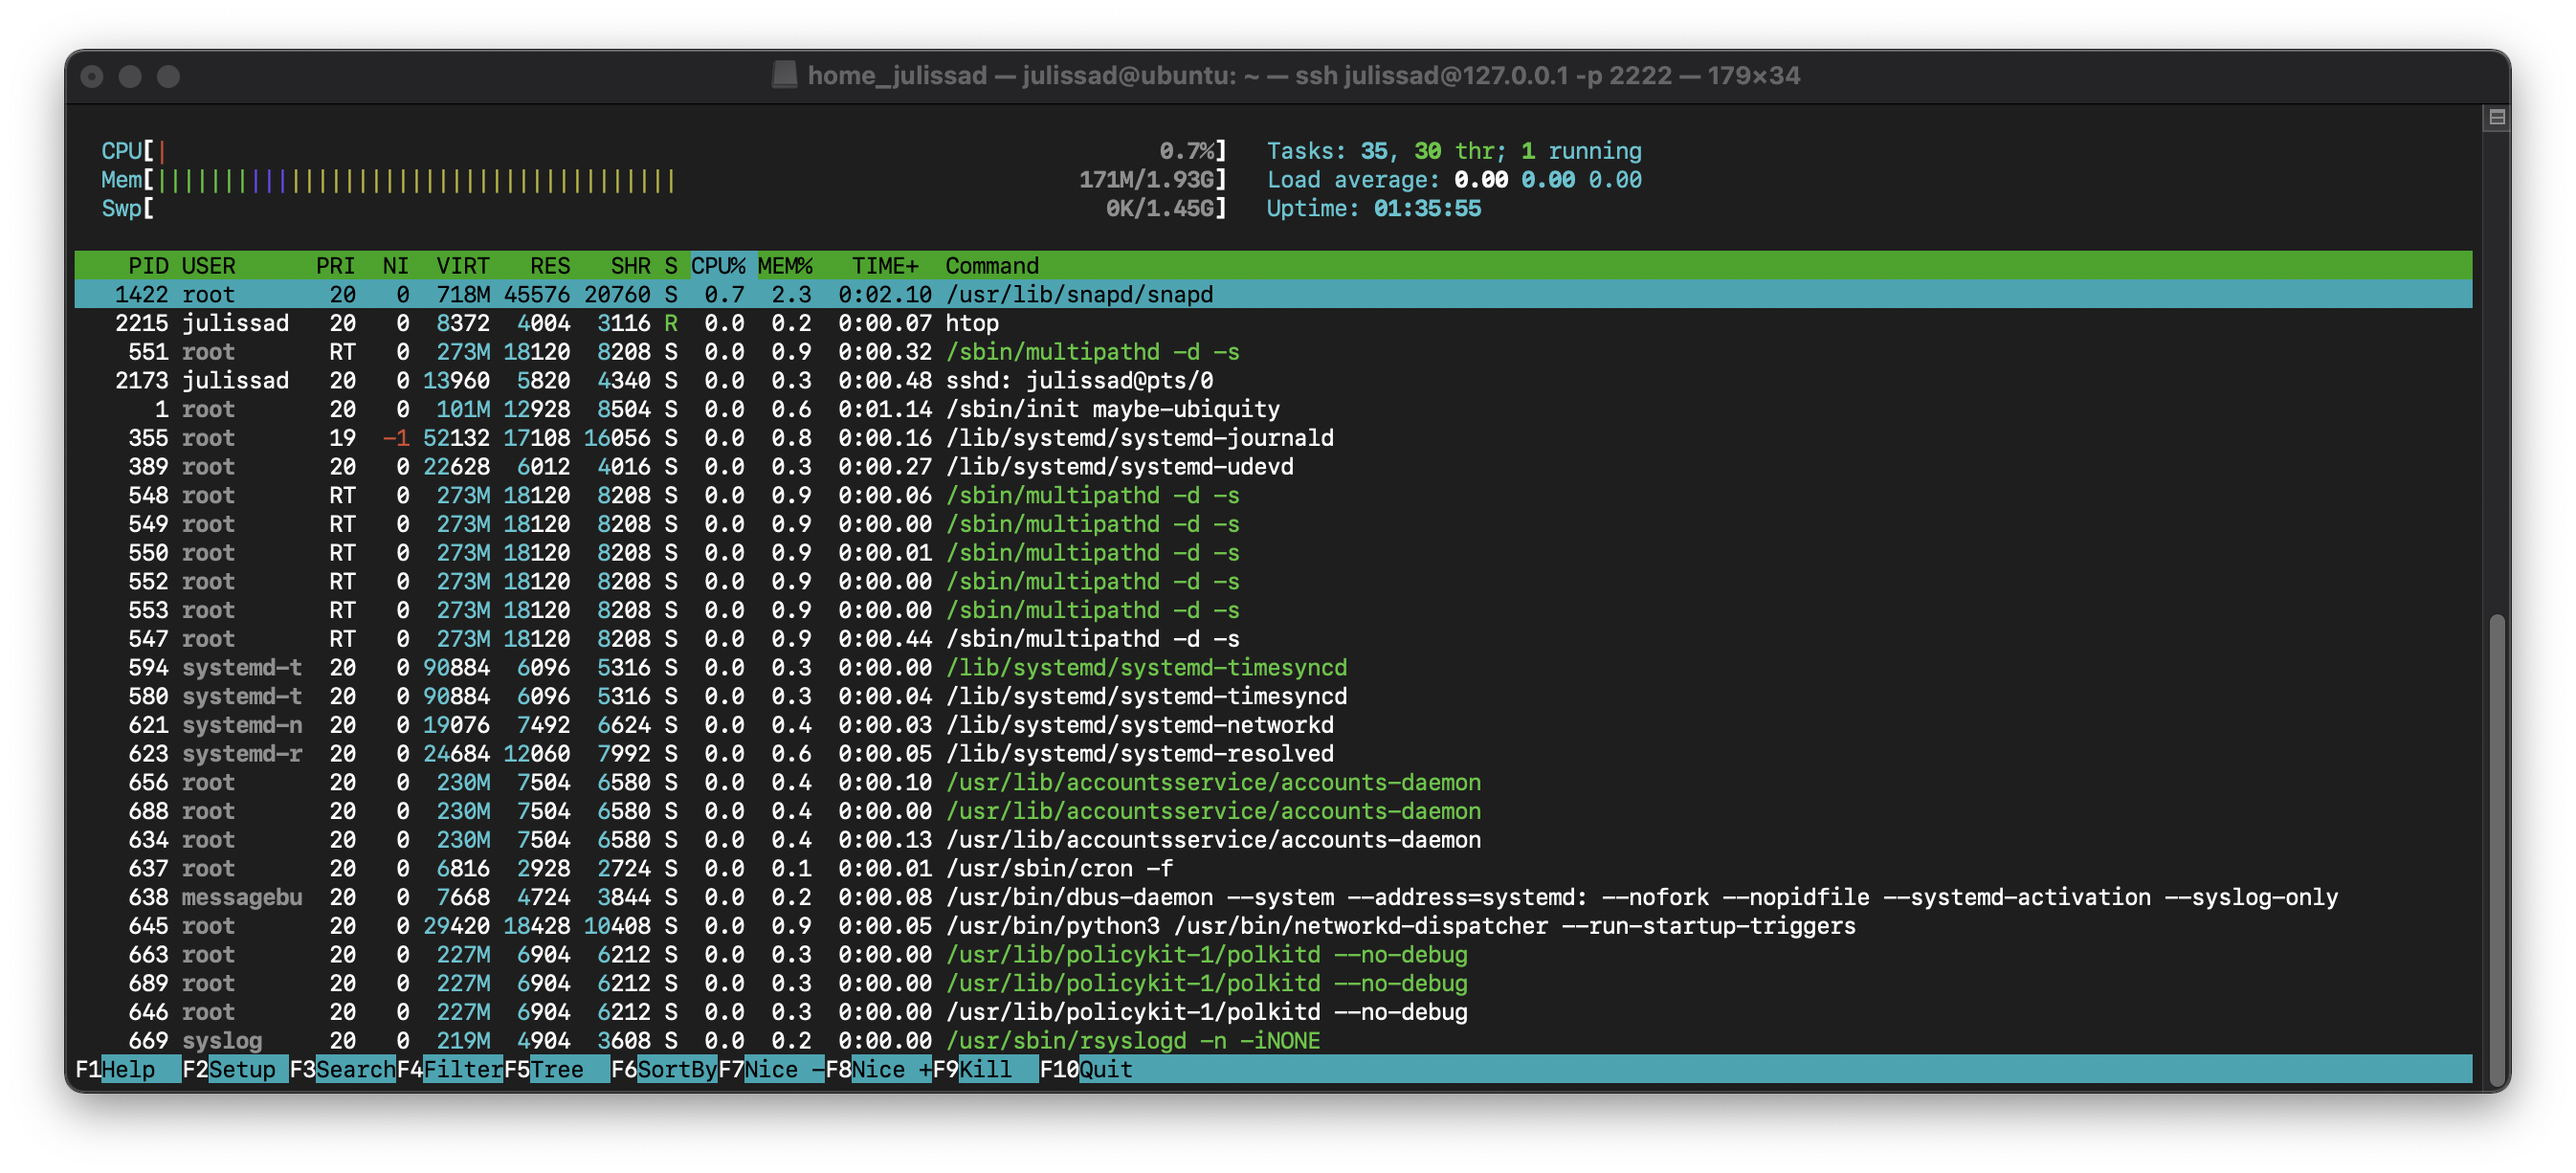 home_julissad — julissad@ubuntu: ~ — ssh julissad@127.0.0.1 -p 2222 — 179×34
CPU[| 0.7%] Tasks: 35, 30 thr; 1 running
Mem[||||||||||||||||||||||||||||||||||||||| 171M/1.93G] Load average: 0.00 0.00 0.00
Swp[ 0K/1.45G] Uptime: 01:35:55
PID USER PRI NI VIRT RES SHR S CPU% MEM% TIME+ Command
1422 root 20 0 718M 45576 20760 S 0.7 2.3 0:02.10 /usr/lib/snapd/snapd
2215 julissad 20 0 8372 4004 3116 R 0.0 0.2 0:00.07 htop
551 root RT 0 273M 18120 8208 S 0.0 0.9 0:00.32 /sbin/multipathd -d -s
2173 julissad 20 0 13960 5820 4340 S 0.0 0.3 0:00.48 sshd: julissad@pts/0
1 root 20 0 101M 12928 8504 S 0.0 0.6 0:01.14 /sbin/init maybe-ubiquity
355 root 19 -1 52132 17108 16056 S 0.0 0.8 0:00.16 /lib/systemd/systemd-journald
389 root 20 0 22628 6012 4016 S 0.0 0.3 0:00.27 /lib/systemd/systemd-udevd
548 root RT 0 273M 18120 8208 S 0.0 0.9 0:00.06 /sbin/multipathd -d -s
549 root RT 0 273M 18120 8208 S 0.0 0.9 0:00.00 /sbin/multipathd -d -s
550 root RT 0 273M 18120 8208 S 0.0 0.9 0:00.01 /sbin/multipathd -d -s
552 root RT 0 273M 18120 8208 S 0.0 0.9 0:00.00 /sbin/multipathd -d -s
553 root RT 0 273M 18120 8208 S 0.0 0.9 0:00.00 /sbin/multipathd -d -s
547 root RT 0 273M 18120 8208 S 0.0 0.9 0:00.44 /sbin/multipathd -d -s
594 systemd-t 20 0 90884 6096 5316 S 0.0 0.3 0:00.00 /lib/systemd/systemd-timesyncd
580 systemd-t 20 0 90884 6096 5316 S 0.0 0.3 0:00.04 /lib/systemd/systemd-timesyncd
621 systemd-n 20 0 19076 7492 6624 S 0.0 0.4 0:00.03 /lib/systemd/systemd-networkd
623 systemd-r 20 0 24684 12060 7992 S 0.0 0.6 0:00.05 /lib/systemd/systemd-resolved
656 root 20 0 230M 7504 6580 S 0.0 0.4 0:00.10 /usr/lib/accountsservice/accounts-daemon
688 root 20 0 230M 7504 6580 S 0.0 0.4 0:00.00 /usr/lib/accountsservice/accounts-daemon
634 root 20 0 230M 7504 6580 S 0.0 0.4 0:00.13 /usr/lib/accountsservice/accounts-daemon
637 root 20 0 6816 2928 2724 S 0.0 0.1 0:00.01 /usr/sbin/cron -f
638 messagebu 20 0 7668 4724 3844 S 0.0 0.2 0:00.08 /usr/bin/dbus-daemon --system --address=systemd: --nofork --nopidfile --systemd-activation --syslog-only
645 root 20 0 29420 18428 10408 S 0.0 0.9 0:00.05 /usr/bin/python3 /usr/bin/networkd-dispatcher --run-startup-triggers
663 root 20 0 227M 6904 6212 S 0.0 0.3 0:00.00 /usr/lib/policykit-1/polkitd --no-debug
689 root 20 0 227M 6904 6212 S 0.0 0.3 0:00.00 /usr/lib/policykit-1/polkitd --no-debug
646 root 20 0 227M 6904 6212 S 0.0 0.3 0:00.00 /usr/lib/policykit-1/polkitd --no-debug
669 syslog 20 0 219M 4904 3608 S 0.0 0.2 0:00.00 /usr/sbin/rsyslogd -n -iNONE
F1Help F2Setup F3SearchF4FilterF5Tree F6SortByF7Nice -F8Nice +F9Kill F10Quit